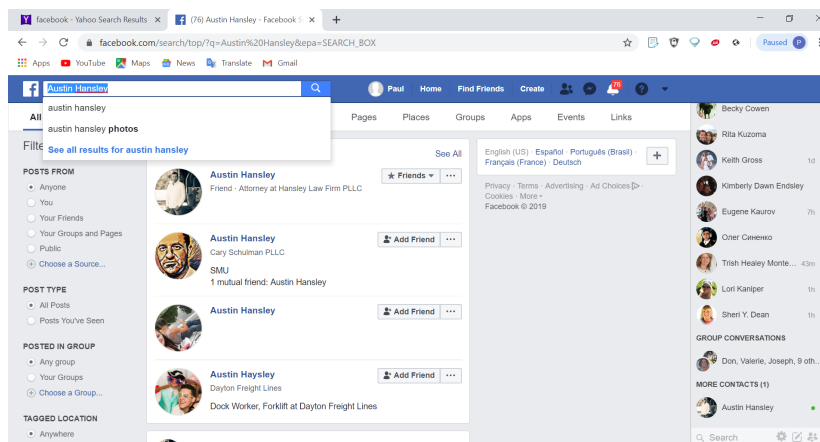 facebook - Yahoo Search Results
(76) Austin Hansley - Facebook S
facebook.com/search/top/?q=Austin%20Hansley&epa=SEARCH_BOX
Paused P
Apps YouTube Maps News Translate Gmail
Austin Hansley
Paul Home Find Friends Create 76
austin hansley
austin hansley photos
See all results for austin hansley
All
Pages Places Groups Apps Events Links
Filte
POSTS FROM
Anyone
You
Your Friends
Your Groups and Pages
Public
Choose a Source...
POST TYPE
All Posts
Posts You've Seen
POSTED IN GROUP
Any group
Your Groups
Choose a Group...
TAGGED LOCATION
Anywhere
See All
Austin Hansley
Friend · Attorney at Hansley Law Firm PLLC
Friends
Austin Hansley
Cary Schulman PLLC
SMU
1 mutual friend: Austin Hansley
Add Friend
Austin Hansley
Add Friend
Austin Haysley
Dayton Freight Lines
Dock Worker, Forklift at Dayton Freight Lines
Add Friend
English (US) · Español · Português (Brasil) ·
Français (France) · Deutsch
Privacy · Terms · Advertising · Ad Choices ·
Cookies · More
Facebook © 2019
Becky Cowen
Rita Kuzoma
Keith Gross 1d
Kimberly Dawn Endsley
Eugene Kaurov 7h
Олег Синенко
Trish Healey Monte... 43m
Lori Kaniper 1h
Sheri Y. Dean 1h
GROUP CONVERSATIONS
Don, Valerie, Joseph, 9 oth...
MORE CONTACTS (1)
Austin Hansley
Search